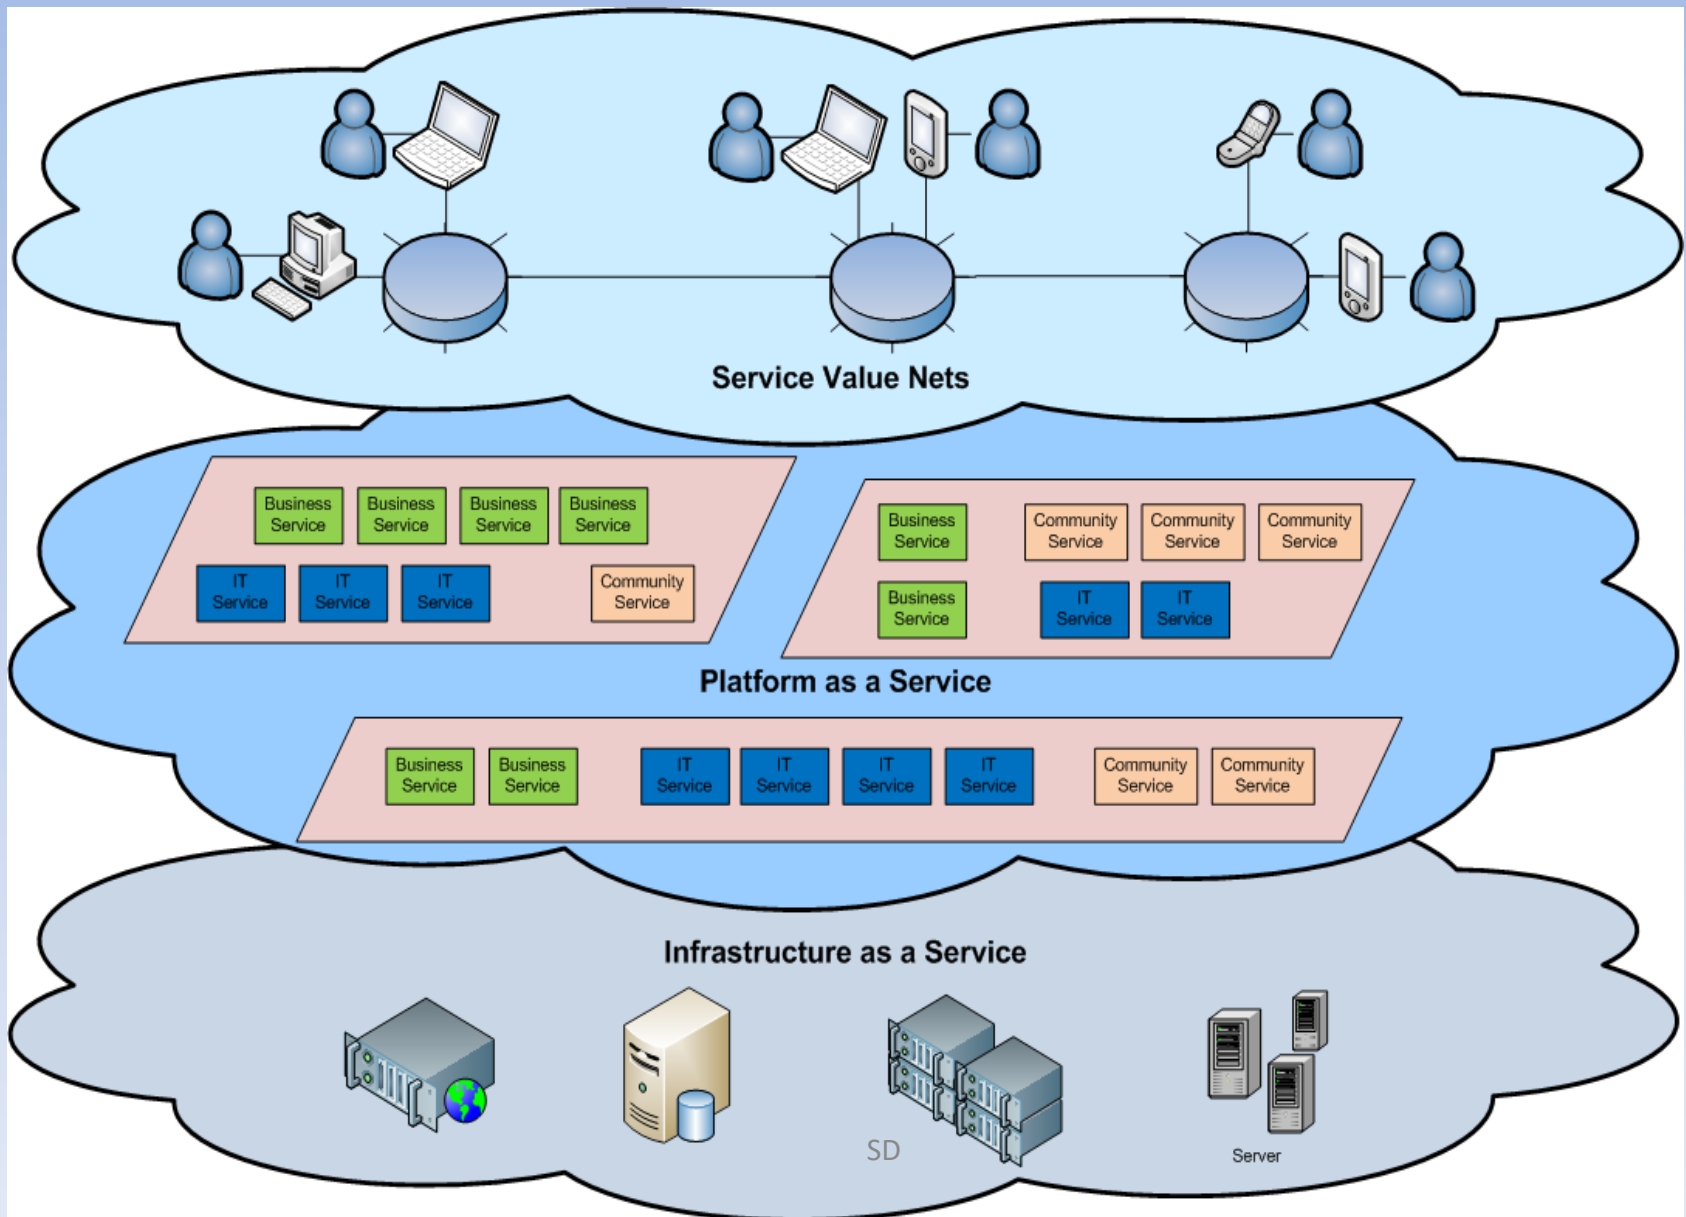 Service Value Nets
Business Service
Business Service
Business Service
Business Service
IT Service
IT Service
IT Service
Community Service
Business Service
Community Service
Community Service
Community Service
Business Service
IT Service
IT Service
Platform as a Service
Business Service
Business Service
IT Service
IT Service
IT Service
IT Service
Community Service
Community Service
Infrastructure as a Service
SD
Server